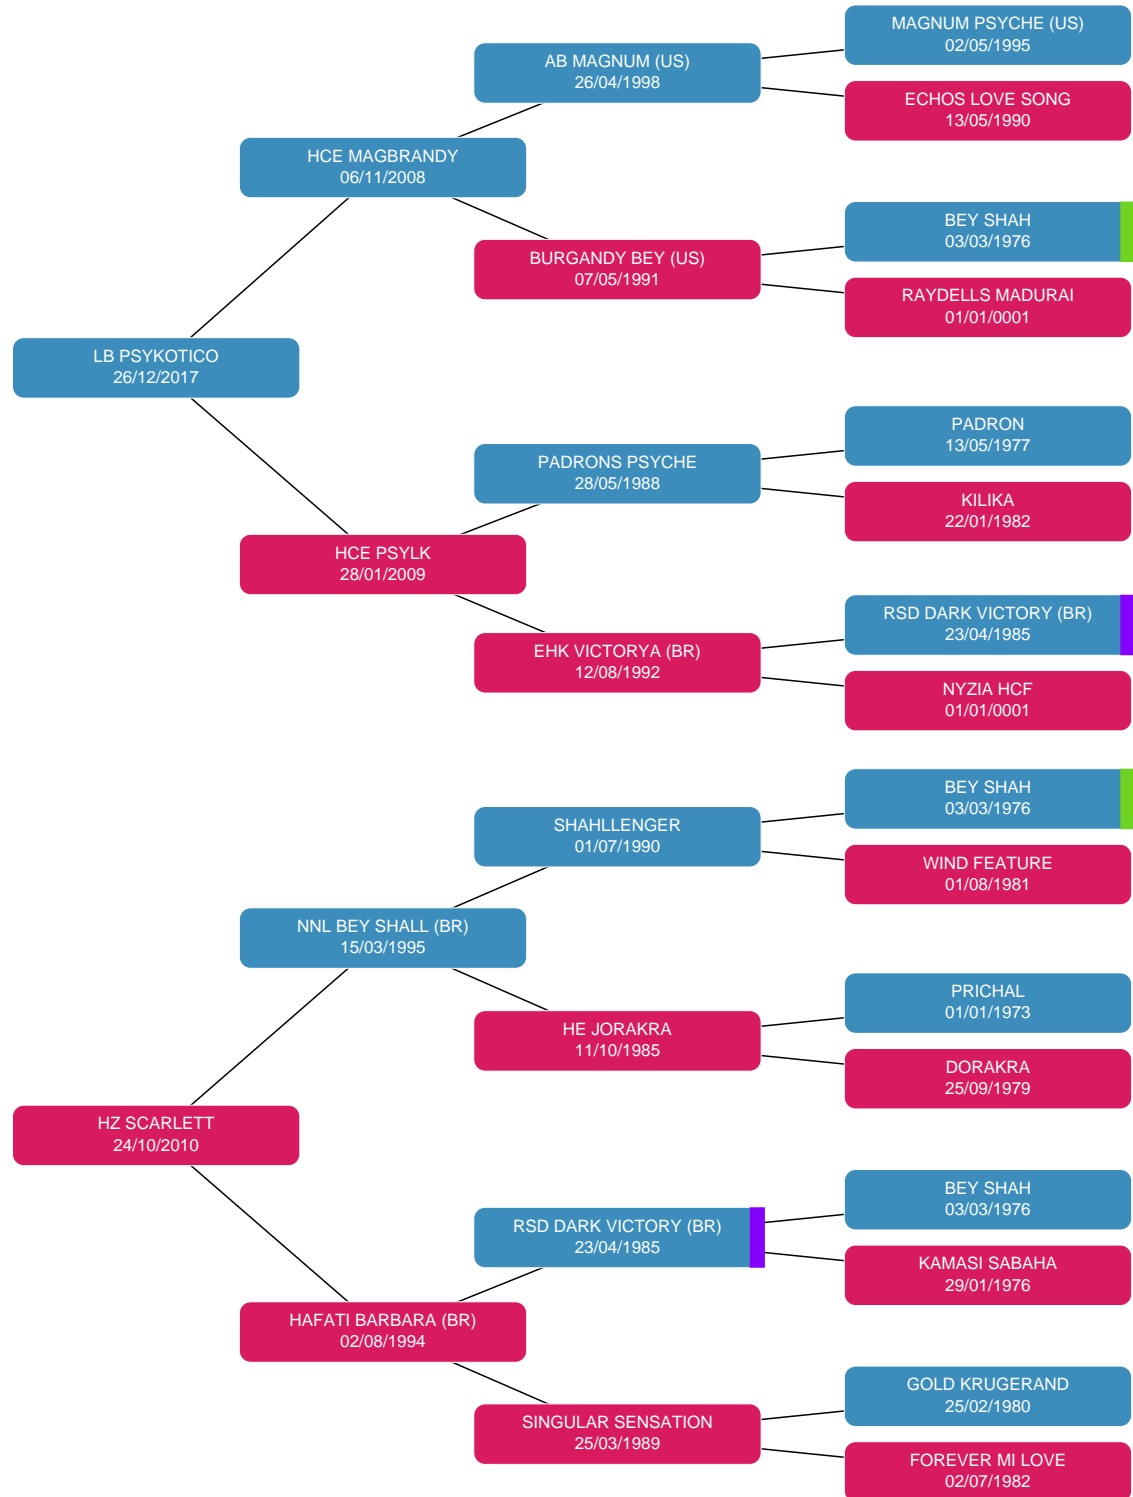 MAGNUM PSYCHE (US)
02/05/1995
AB MAGNUM (US)
26/04/1998
ECHOS LOVE SONG
13/05/1990
HCE MAGBRANDY
06/11/2008
BEY SHAH
03/03/1976
BURGANDY BEY (US)
07/05/1991
RAYDELLS MADURAI
01/01/0001
LB PSYKOTICO
26/12/2017
PADRON
13/05/1977
PADRONS PSYCHE
28/05/1988
KILIKA
22/01/1982
HCE PSYLK
28/01/2009
RSD DARK VICTORY (BR)
23/04/1985
EHK VICTORYA (BR)
12/08/1992
NYZIA HCF
01/01/0001
BEY SHAH
03/03/1976
SHAHLLENGER
01/07/1990
WIND FEATURE
01/08/1981
NNL BEY SHALL (BR)
15/03/1995
PRICHAL
01/01/1973
HE JORAKRA
11/10/1985
DORAKRA
25/09/1979
HZ SCARLETT
24/10/2010
BEY SHAH
03/03/1976
RSD DARK VICTORY (BR)
23/04/1985
KAMASI SABAHA
29/01/1976
HAFATI BARBARA (BR)
02/08/1994
GOLD KRUGERAND
25/02/1980
SINGULAR SENSATION
25/03/1989
FOREVER MI LOVE
02/07/1982